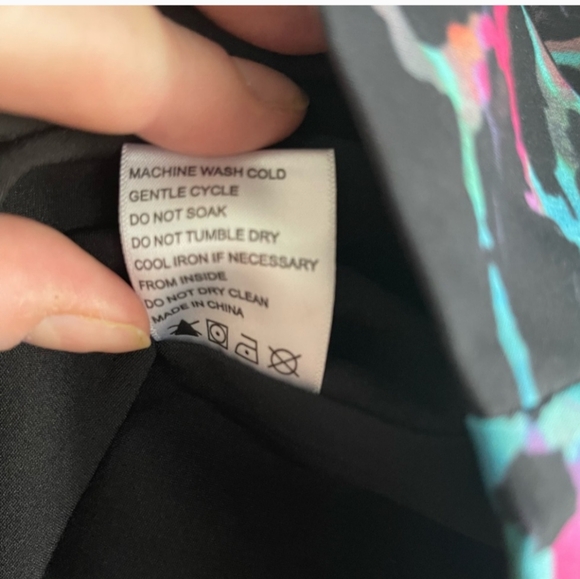 MACHINE WASH COLD
GENTLE CYCLE
DO NOT SOAK
DO NOT TUMBLE DRY
COOL IRON IF NECESSARY
FROM INSIDE
DO NOT DRY CLEAN
MADE IN CHINA